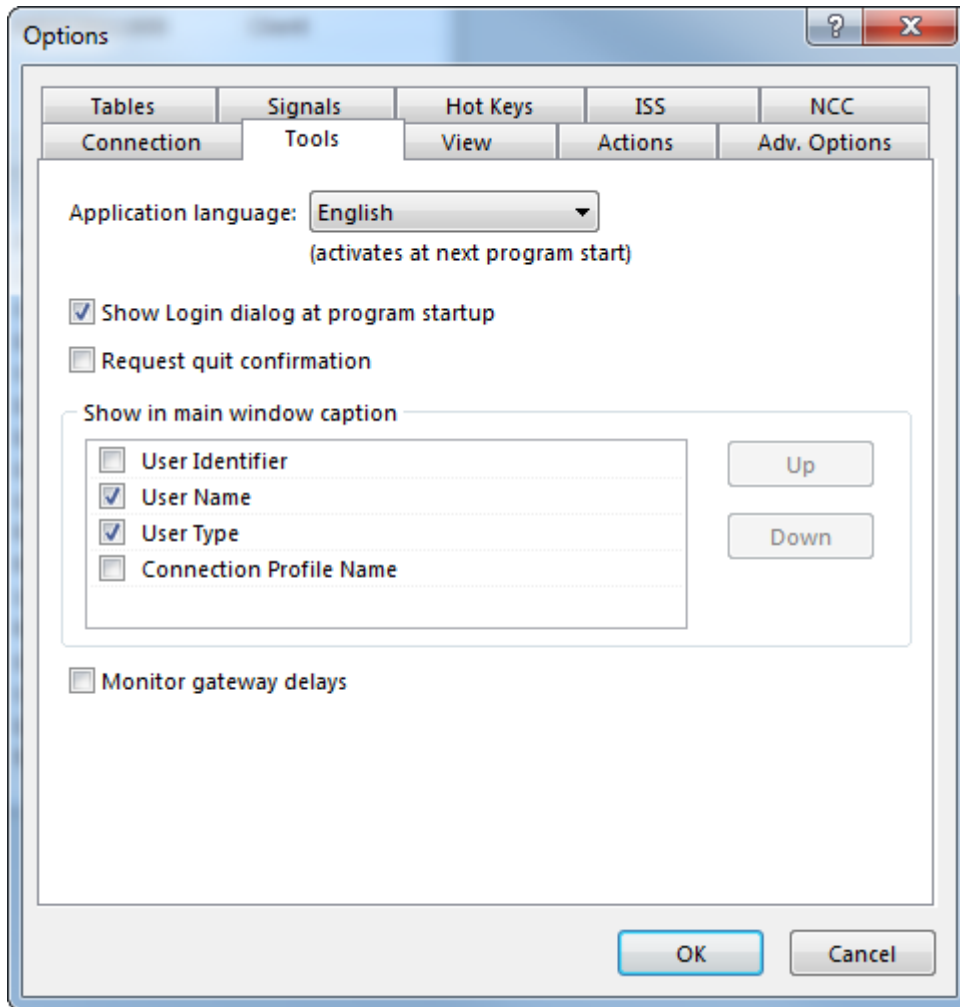 Options
Tables Signals Hot Keys ISS NCC
Connection Tools View Actions Adv. Options
Application language: English
(activates at next program start)
Show Login dialog at program startup
Request quit confirmation
Show in main window caption
User Identifier
Up
User Name
User Type
Down
Connection Profile Name
Monitor gateway delays
OK Cancel